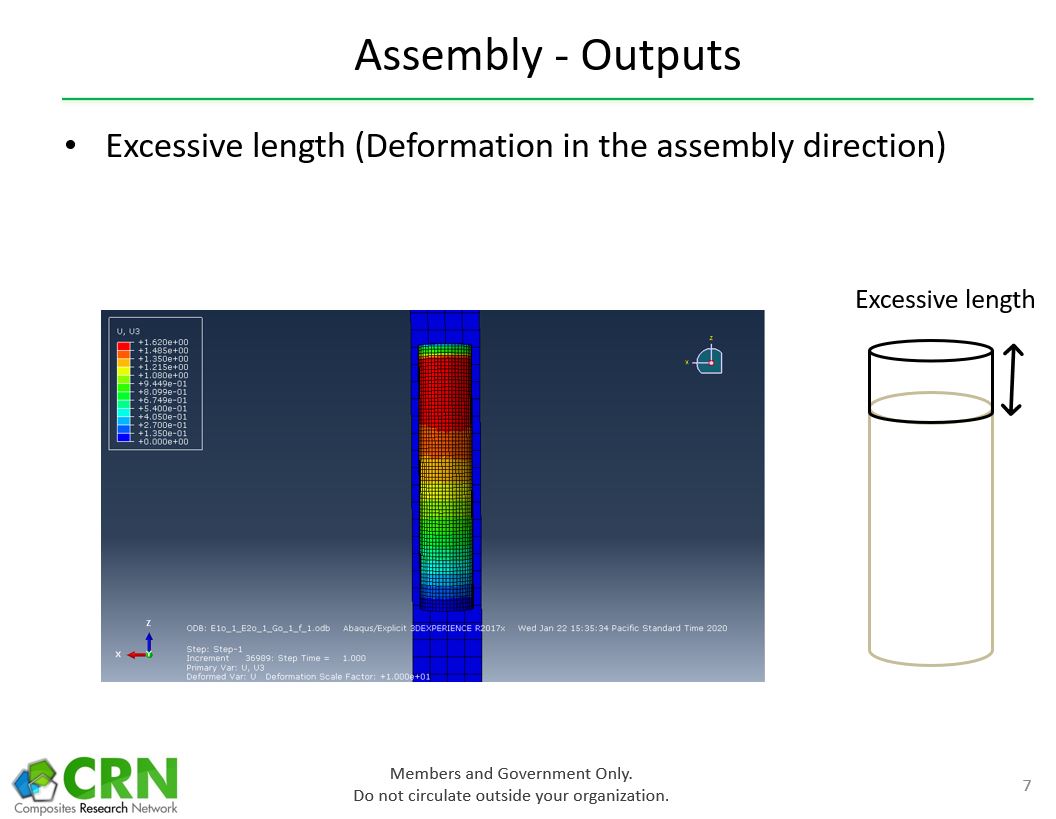 Assembly - Outputs
• Excessive length (Deformation in the assembly direction)
Excessive length
U, U3
+1.620e+00
+1.485e+00
+1.350e+00
+1.215e+00
+1.080e+00
+9.449e-01
+8.099e-01
+6.749e-01
+5.400e-01
+4.050e-01
+2.700e-01
+1.350e-01
+0.000e+00
Z
X
Z
X
Y
ODB: E1o_1_E2o_1_Go_1_f_1.odb Abaqus/Explicit 3DEXPERIENCE R2017x Wed Jan 22 15:35:34 Pacific Standard Time 2020
Step: Step-1
Increment 36989: Step Time = 1.000
Primary Var: U, U3
Deformed Var: U Deformation Scale Factor: +1.000e+01
CRN
Composites Research Network
Members and Government Only.
Do not circulate outside your organization.
7